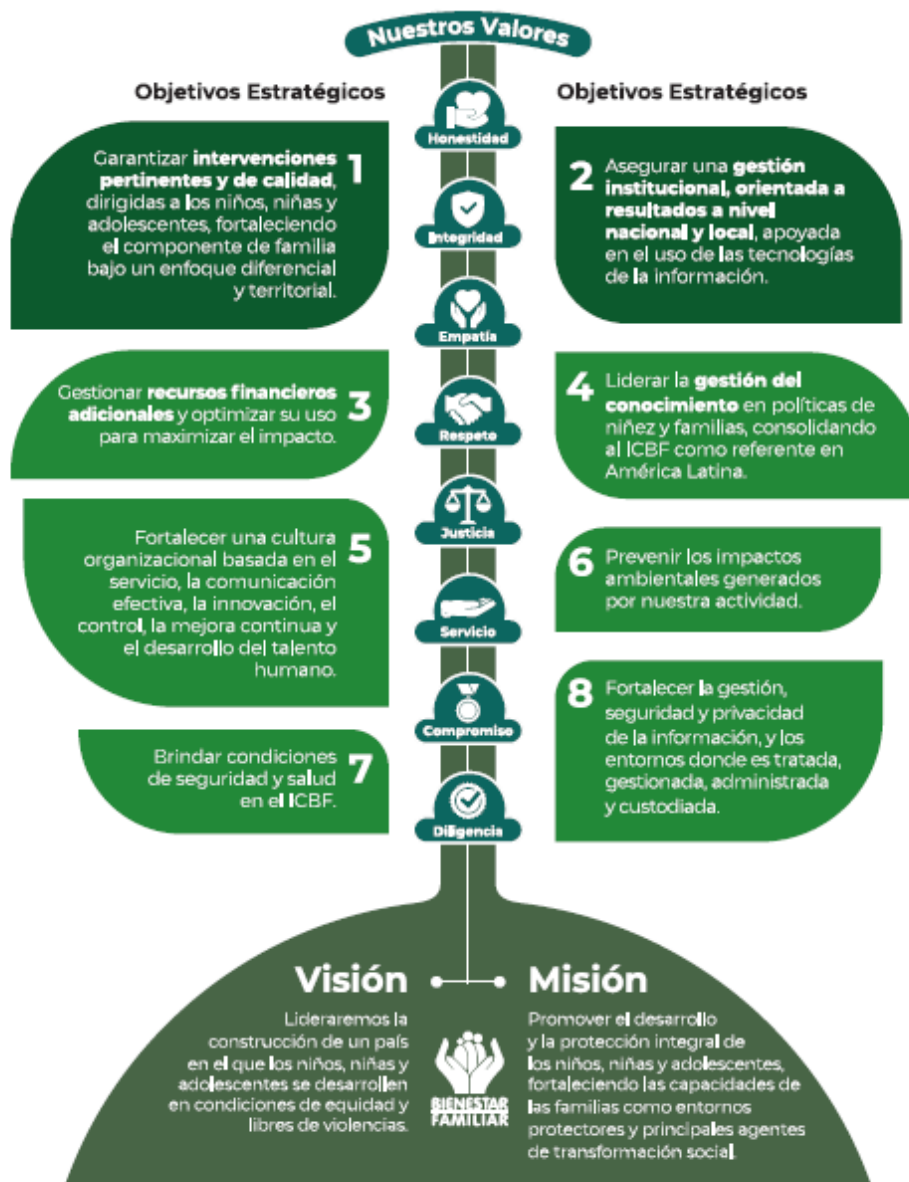 Nuestros Valores
Objetivos Estratégicos
Objetivos Estratégicos
Honestidad
1
Garantizar intervenciones
pertinentes y de calidad,
dirigidas a los niños, niñas y
adolescentes, fortaleciendo
el componente de familia
bajo un enfoque diferencial
y territorial.
2
Asegurar una gestión
institucional, orientada a
resultados a nivel
nacional y local, apoyada
en el uso de las tecnologías
de la información.
Integridad
Empatía
Gestionar recursos financieros
adicionales y optimizar su uso
para maximizar el impacto.
3
Respeto
4
Liderar la gestión del
conocimiento en políticas de
niñez y familias, consolidando
al ICBF como referente en
América Latina.
Justicia
Fortalecer una cultura
organizacional basada en el
servicio, la comunicación
efectiva, la innovación, el
control, la mejora continua y
el desarrollo del talento
humano.
5
6
Prevenir los impactos
ambientales generados
por nuestra actividad.
Servicio
Compromiso
Brindar condiciones
de seguridad y salud
en el ICBF.
7
8
Fortalecer la gestión,
seguridad y privacidad
de la información, y los
entornos donde es tratada,
gestionada, administrada
y custodiada.
Diligencia
Visión
Lideraremos la
construcción de un país
en el que los niños, niñas y
adolescentes se desarrollen
en condiciones de equidad y
libres de violencias.
BIENESTAR
FAMILIAR
Misión
Promover el desarrollo
y la protección integral de
los niños, niñas y adolescentes,
fortaleciendo las capacidades de
las familias como entornos
protectores y principales agentes
de transformación social.